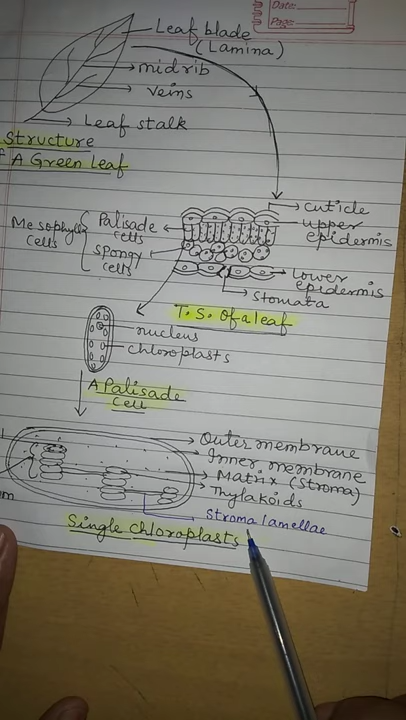 Date:
Page:
Leaf blade
(Lamina)
midrib
veins
Leaf stalk
Structure
A Green Leaf
cuticle
upper
epidermis
Mesophyll
cells
Palisade
cells
spongy
cells
lower
epidermis
Stomata
T.S. Of a leaf
nucleus
chloroplasts
A Palisade
Cell
Outer membrane
Inner membrane
Matrix (Stroma)
Thylakoids
Stroma lamellae
Single Chloroplasts